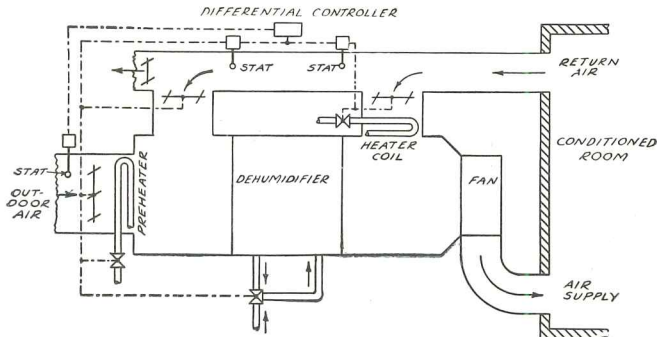 DIFFERENTIAL CONTROLLER
STAT
STAT
RETURN
AIR
STAT
OUT-
DOOR
AIR
PREHEATER
DEHUMIDIFIER
HEATER
COIL
FAN
CONDITIONED
ROOM
AIR
SUPPLY